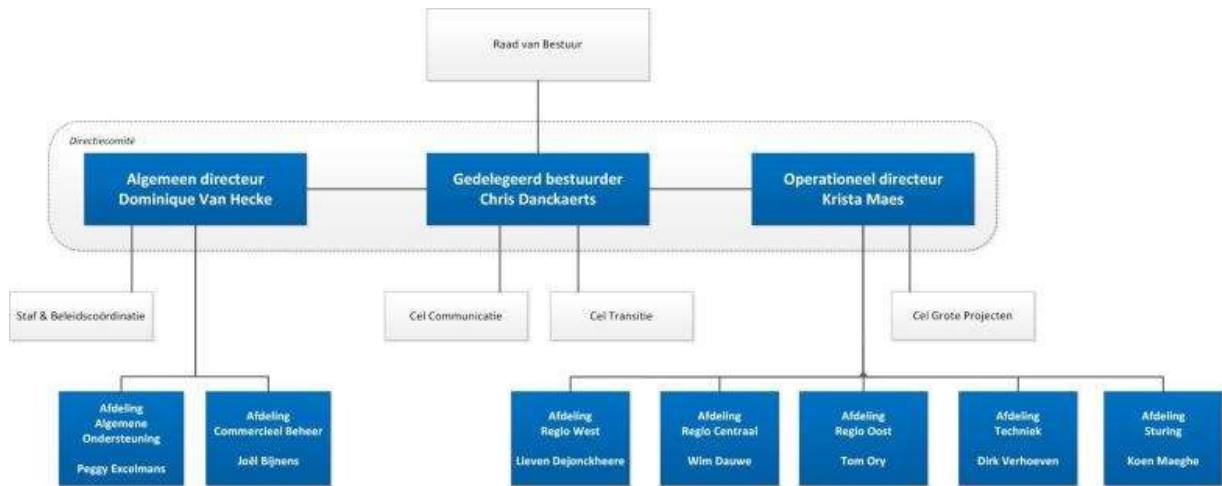 Raad van Bestuur
Directiecomité
Algemeen directeur
Dominique Van Hecke
Gedelegeerd bestuurder
Chris Danckaerts
Operationeel directeur
Krista Maes
Staf & Beleidscoördinatie
Cel Communicatie
Cel Transitie
Cel Grote Projecten
Afdeling
Algemene
Ondersteuning
Peggy Excelmans
Afdeling
Commercieel Beheer
Joël Bijnens
Afdeling
Regio West
Lieven Dejonckheere
Afdeling
Regio Centraal
Wim Dauwe
Afdeling
Regio Oost
Tom Ory
Afdeling
Techniek
Dirk Verhoeven
Afdeling
Sturing
Koen Maeghe